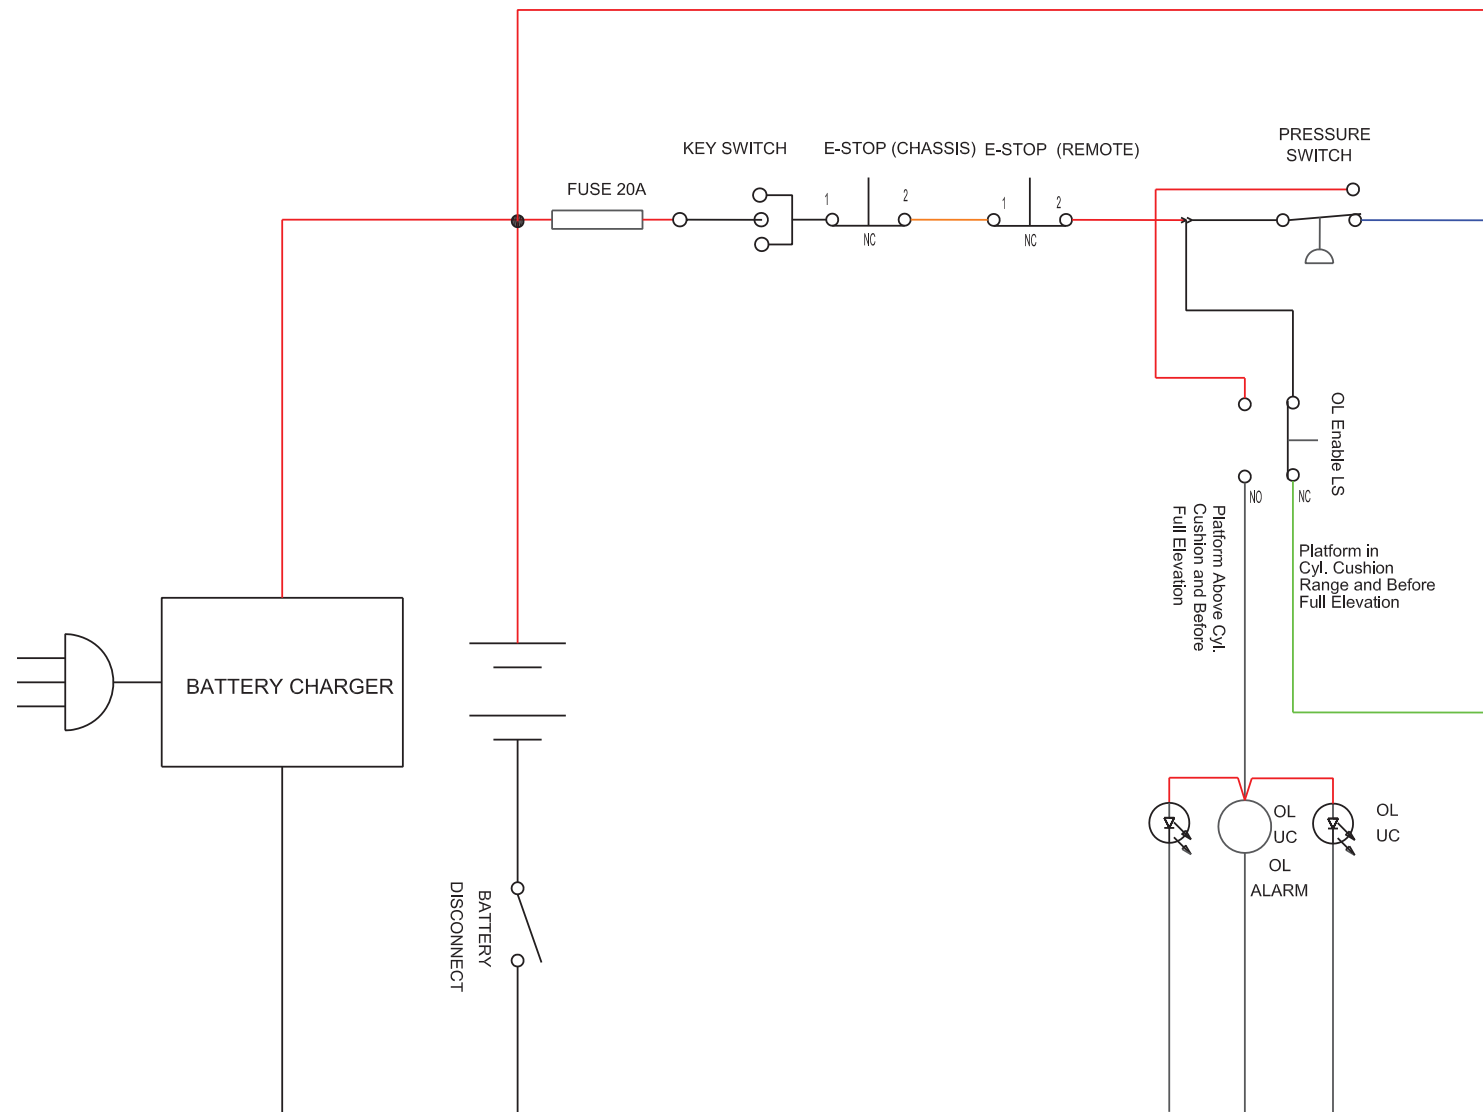 PRESSURE
SWITCH
KEY SWITCH
E-STOP (CHASSIS)
E-STOP (REMOTE)
FUSE 20A
1
2
NC
1
2
NC
OL Enable LS
NO
NC
Platform Above Cyl.
Cushion and Before
Full Elevation
Platform in
Cyl. Cushion
Range and Before
Full Elevation
BATTERY CHARGER
OL
UC
OL
ALARM
OL
UC
BATTERY
DISCONNECT